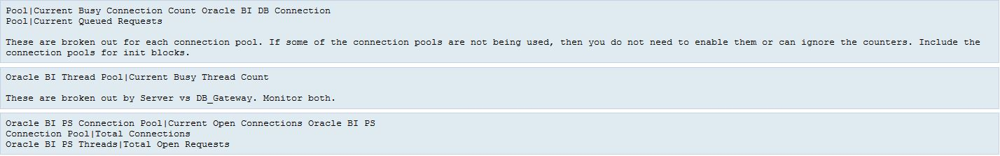 Pool|Current Busy Connection Count Oracle BI DB Connection
Pool|Current Queued Requests
These are broken out for each connection pool. If some of the connection pools are not being used, then you do not need to enable them or can ignore the counters. Include the
connection pools for init blocks.
Oracle BI Thread Pool|Current Busy Thread Count
These are broken out by Server vs DB_Gateway. Monitor both.
Oracle BI PS Connection Pool|Current Open Connections Oracle BI PS
Connection Pool|Total Connections
Oracle BI PS Threads|Total Open Requests